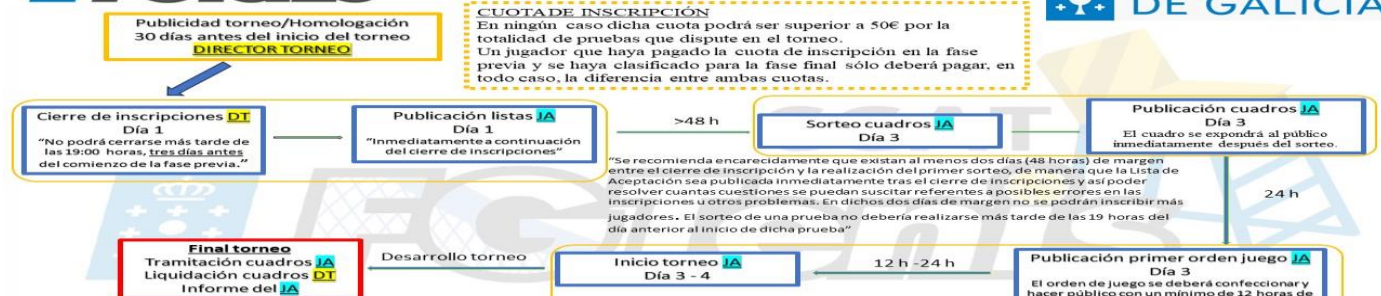 Publicidad torneo/Homologación
30 días antes del inicio del torneo
DIRECTOR TORNEO
CUOTA DE INSCRIPCIÓN
En ningún caso dicha cuota podrá ser superior a 50€ por la
totalidad de pruebas que dispute en el torneo.
Un jugador que haya pagado la cuota de inscripción en la fase
previa y se haya clasificado para la fase final sólo deberá pagar, en
todo caso, la diferencia entre ambas cuotas.
DE GALICIA
Cierre de inscripciones DT
Día 1
"No podrá cerrarse más tarde de
las 19:00 horas, tres días antes
del comienzo de la fase previa."
Publicación listas JA
Día 1
"Inmediatamente a continuación
del cierre de inscripciones"
>48 h
Sorteo cuadros JA
Día 3
Publicación cuadros JA
Día 3
El cuadro se expondrá al público
inmediatamente después del sorteo.
"Se recomienda encarecidamente que existan al menos dos días (48 horas) de margen
entre el cierre de inscripción y la realización del primer sorteo, de manera que la Lista de
Aceptación sea publicada inmediatamente tras el cierre de inscripciones y así poder
resolver cuantas cuestiones se puedan suscitar referentes a posibles errores en las
inscripciones u otros problemas. En dichos dos días de margen no se podrán inscribir más
jugadores. El sorteo de una prueba no debería realizarse más tarde de las 19 horas del
día anterior al inicio de dicha prueba"
24 h
Final torneo
Tramitación cuadros JA
Liquidación cuadros DT
Informe del JA
Desarrollo torneo
Inicio torneo JA
Día 3 - 4
12 h -24 h
Publicación primer orden juego JA
Día 3
El orden de juego se deberá confeccionar y
hacer público con un mínimo de 12 horas de